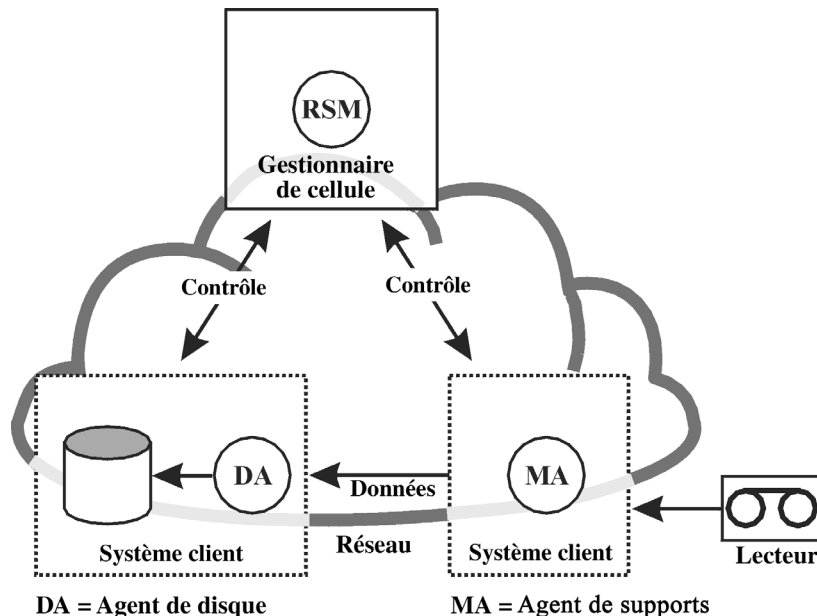 RSM
Gestionnaire
de cellule
Contrôle
Contrôle
DA
Données
MA
Système client
Réseau
Système client
Lecteur
DA = Agent de disque
MA = Agent de supports